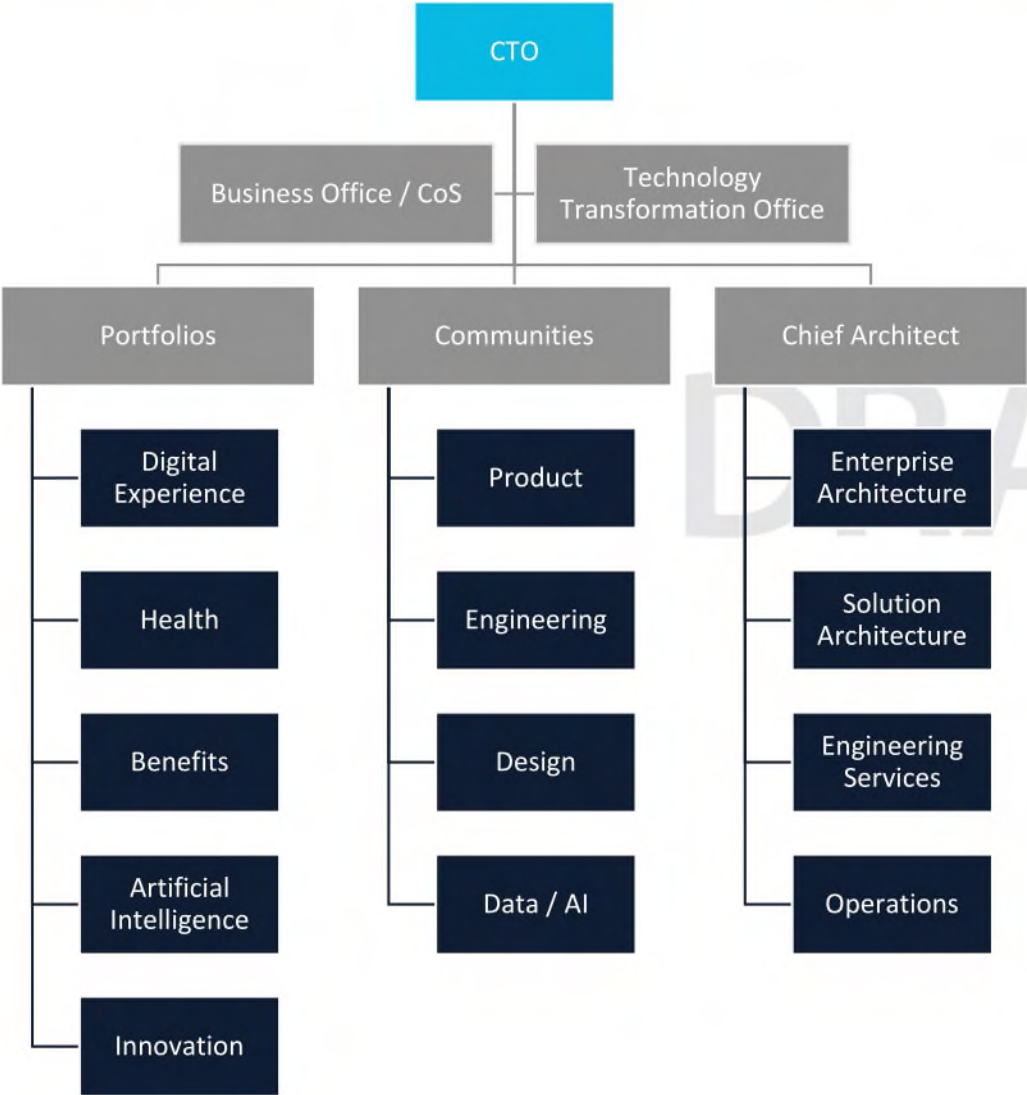 CTO
Business Office / CoS
Technology
Transformation Office
Portfolios
Communities
Chief Architect
Digital
Experience
Product
Enterprise
Architecture
Health
Engineering
Solution
Architecture
Benefits
Design
Engineering
Services
Artificial
Intelligence
Data / AI
Operations
Innovation